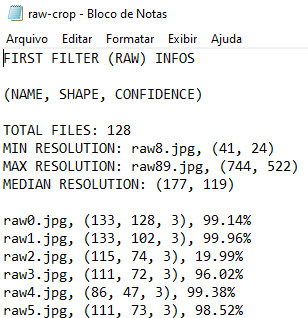 raw-crop - Bloco de Notas
Arquivo Editar Formatar Exibir Ajuda
FIRST FILTER (RAW) INFOS
(NAME, SHAPE, CONFIDENCE)
TOTAL FILES: 128
MIN RESOLUTION: raw8.jpg, (41, 24)
MAX RESOLUTION: raw89.jpg, (744, 522)
MEDIAN RESOLUTION: (177, 119)
raw0.jpg, (133, 128, 3), 99.14%
raw1.jpg, (133, 102, 3), 99.96%
raw2.jpg, (115, 74, 3), 19.99%
raw3.jpg, (111, 72, 3), 96.02%
raw4.jpg, (86, 47, 3), 99.38%
raw5.jpg, (111, 73, 3), 98.52%